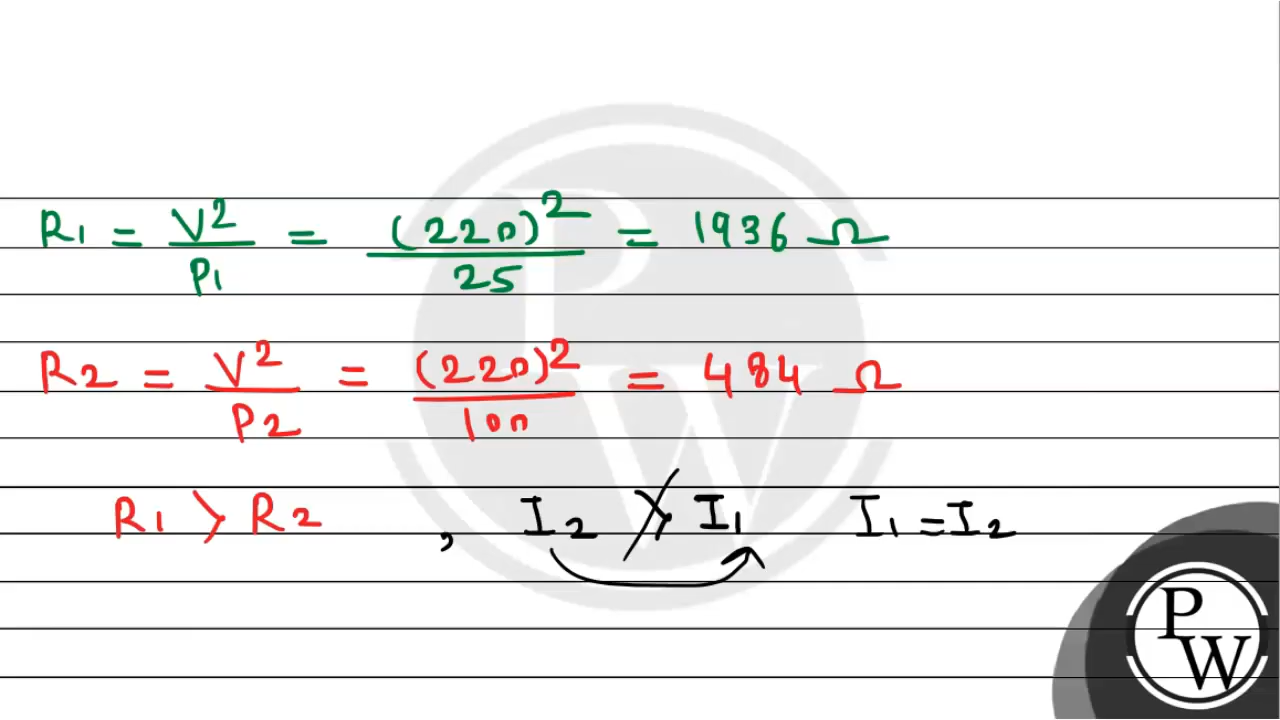 R1 = V²/P1 = (220)²/25 = 1936 Ω
R2 = V²/P2 = (220)²/100 = 484 Ω
R1 > R2 , I2 > I1 I1 = I2
PW
PW